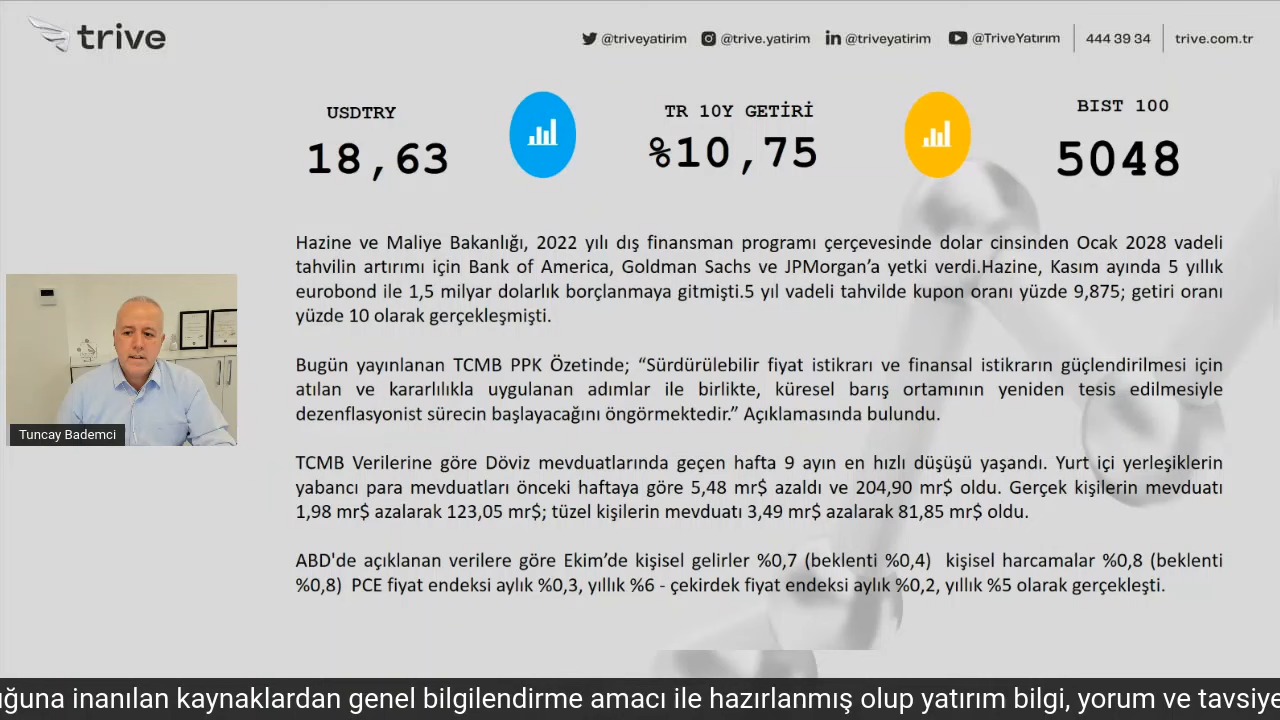 trive
@triveyatirim @trive.yatirim @triveyatirim @TriveYatırım 444 39 34 trive.com.tr
USDTRY
18,63
TR 10Y GETİRİ
%10,75
BIST 100
5048
Hazine ve Maliye Bakanlığı, 2022 yılı dış finansman programı çerçevesinde dolar cinsinden Ocak 2028 vadeli
tahvilin artırımı için Bank of America, Goldman Sachs ve JPMorgan’a yetki verdi.Hazine, Kasım ayında 5 yıllık
eurobond ile 1,5 milyar dolarlık borçlanmaya gitmişti.5 yıl vadeli tahvilde kupon oranı yüzde 9,875; getiri oranı
yüzde 10 olarak gerçekleşmişti.
Bugün yayınlanan TCMB PPK Özetinde; “Sürdürülebilir fiyat istikrarı ve finansal istikrarın güçlendirilmesi için
atılan ve kararlılıkla uygulanan adımlar ile birlikte, küresel barış ortamının yeniden tesis edilmesiyle
dezenflasyonist sürecin başlayacağını öngörmektedir.” Açıklamasında bulundu.
TCMB Verilerine göre Döviz mevduatlarında geçen hafta 9 ayın en hızlı düşüşü yaşandı. Yurt içi yerleşiklerin
yabancı para mevduatları önceki haftaya göre 5,48 mr$ azaldı ve 204,90 mr$ oldu. Gerçek kişilerin mevduatı
1,98 mr$ azalarak 123,05 mr$; tüzel kişilerin mevduatı 3,49 mr$ azalarak 81,85 mr$ oldu.
ABD'de açıklanan verilere göre Ekim’de kişisel gelirler %0,7 (beklenti %0,4) kişisel harcamalar %0,8 (beklenti
%0,8) PCE fiyat endeksi aylık %0,3, yıllık %6 - çekirdek fiyat endeksi aylık %0,2, yıllık %5 olarak gerçekleşti.
Tuncay Bademci
ğuna inanılan kaynaklardan genel bilgilendirme amacı ile hazırlanmış olup yatırım bilgi, yorum ve tavsiye